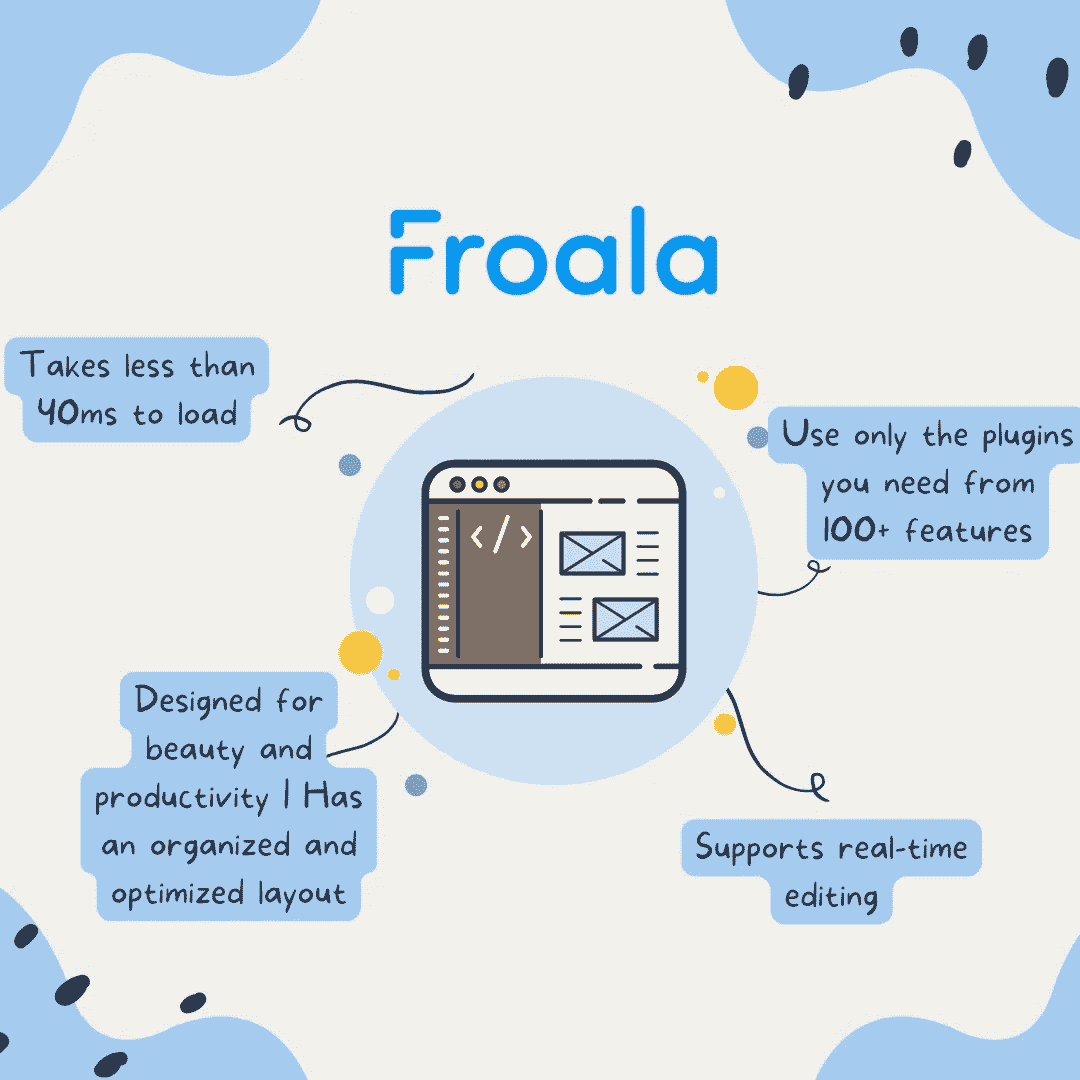 Froala
Takes less than
40ms to load
Use only the plugins
you need from
100+ features
</>
Designed for
beauty and
productivity | Has
an organized and
optimized layout
Supports real-time
editing